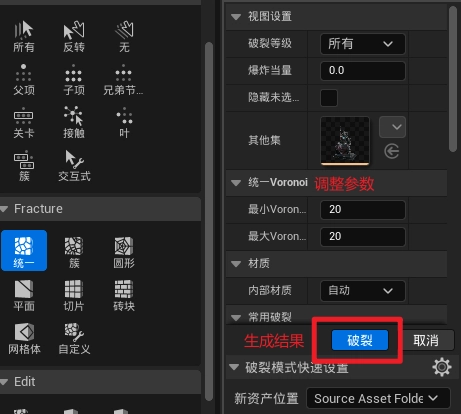 所有
反转
无
父项
子项
兄弟节...
关卡
接触
叶
簇
交互式
Fracture
统一
簇
圆形
平面
切片
砖块
网格体
自定义
Edit
视图设置
破裂等级
所有
爆炸当量
0.0
隐藏未选...
其他集
统一Voronoi
调整参数
最小Voron...
20
最大Voron...
20
材质
内部材质
自动
常用破裂
生成结果
破裂
取消
破裂模式快速设置
新资产位置
Source Asset Folde